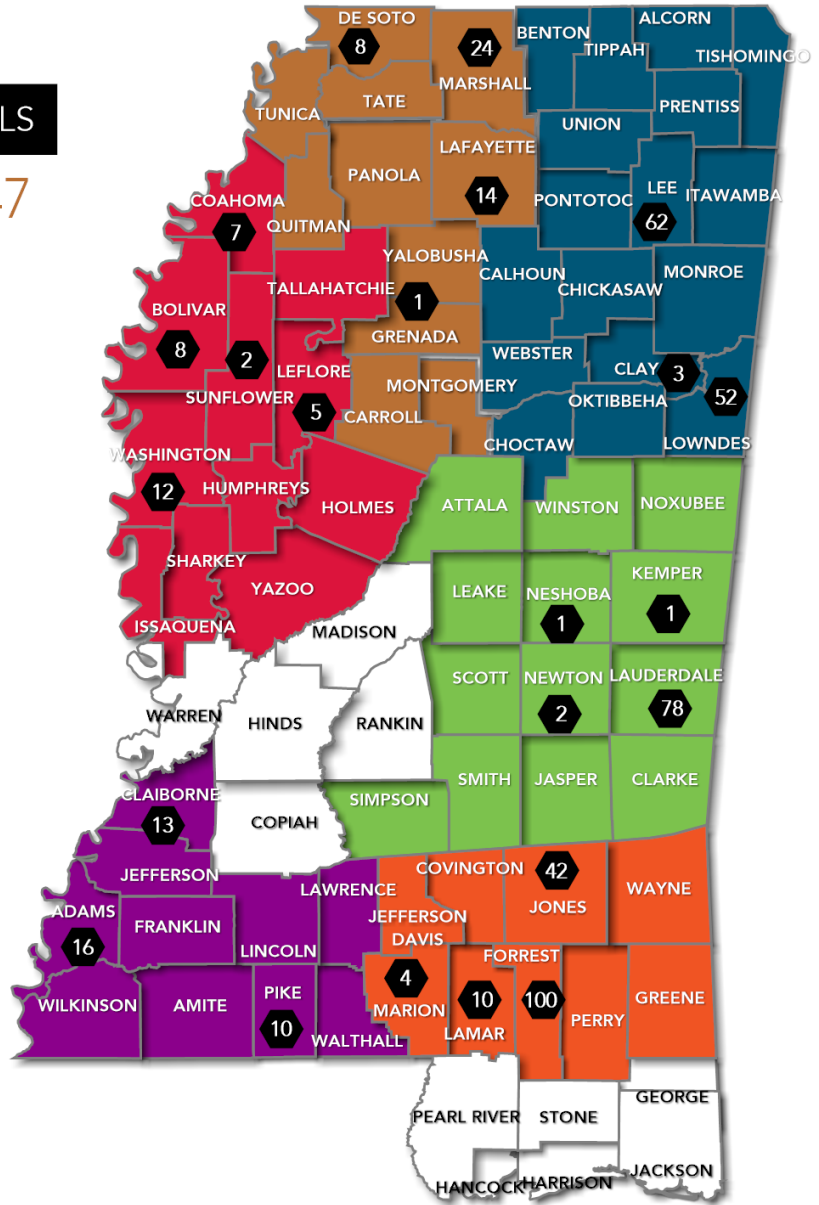 DE SOTO
8
24
MARSHALL
BENTON
TIPPAH
ALCORN
TISHOMINGO
LS
TUNICA
TATE
PRENTISS
UNION
LAFAYETTE
14
PANOLA
COAHOMA
7
QUITMAN
PONTOTOC
LEE
62
ITAWAMBA
7
YALOBUSHA
1
GRENADA
CALHOUN
CHICKASAW
MONROE
TALLAHATCHIE
BOLIVAR
8
2
SUNFLOWER
LEFLORE
5
WEBSTER
CLAY
3
52
LOWNDES
MONTGOMERY
CARROLL
OKTIBBEHA
CHOCTAW
WASHINGTON
12
HUMPHREYS
HOLMES
ATTALA
WINSTON
NOXUBEE
SHARKEY
YAZOO
ISSAQUENA
LEAKE
NESHOBA
1
KEMPER
1
MADISON
SCOTT
NEWTON
2
LAUDERDALE
78
WARREN
HINDS
RANKIN
SMITH
JASPER
CLARKE
CLAIBORNE
13
COPIAH
SIMPSON
JEFFERSON
LAWRENCE
COVINGTON
42
JONES
WAYNE
ADAMS
16
FRANKLIN
LINCOLN
JEFFERSON
DAVIS
FORREST
100
WILKINSON
AMITE
PIKE
10
WALTHALL
4
MARION
10
LAMAR
PERRY
GREENE
PEARL RIVER
STONE
GEORGE
HANCOCK
HARRISON
JACKSON